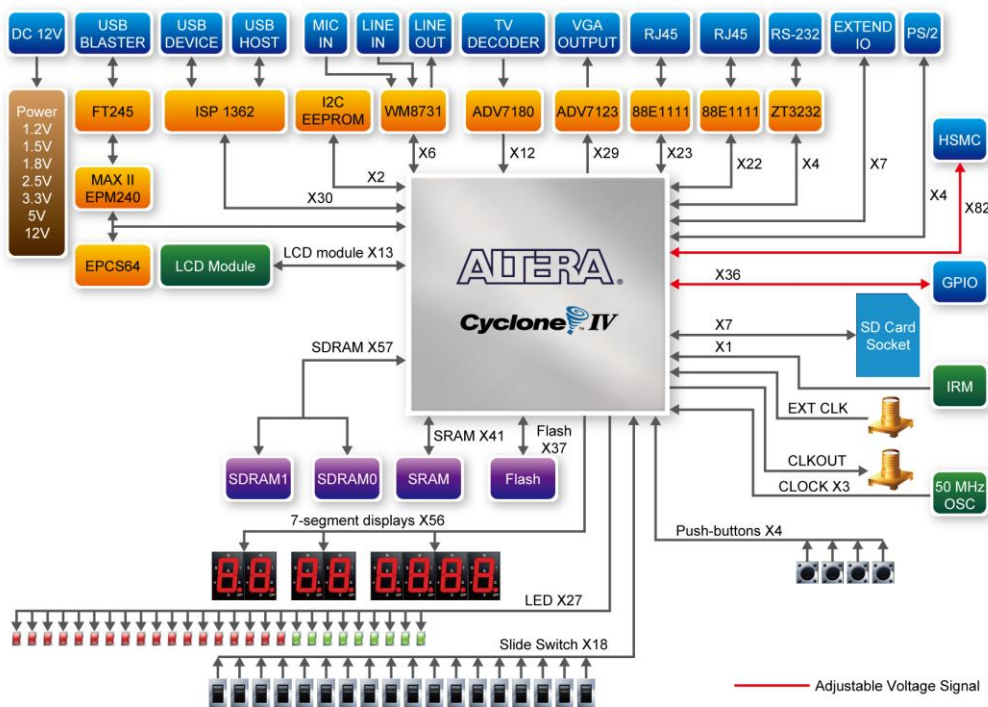 DC 12V
USB
BLASTER
USB
DEVICE
USB
HOST
MIC
IN
LINE
IN
LINE
OUT
TV
DECODER
VGA
OUTPUT
RJ45
RJ45
RS-232
EXTEND
IO
PS/2
Power
1.2V
1.5V
1.8V
2.5V
3.3V
5V
12V
FT245
ISP 1362
I2C
EEPROM
WM8731
ADV7180
ADV7123
88E1111
88E1111
ZT3232
HSMC
MAX II
EPM240
X2
X30
X6
X12
X29
X23
X22
X4
X7
X4
X82
EPCS64
LCD Module
LCD module X13
ALTERA®
Cyclone™ IV
X36
GPIO
X7
SD Card
Socket
X1
IRM
EXT CLK
CLKOUT
CLOCK X3
50 MHz
OSC
SDRAM X57
SRAM X41
Flash
X37
SDRAM1
SDRAM0
SRAM
Flash
7-segment displays X56
Push-buttons X4
LED X27
Slide Switch X18
Adjustable Voltage Signal